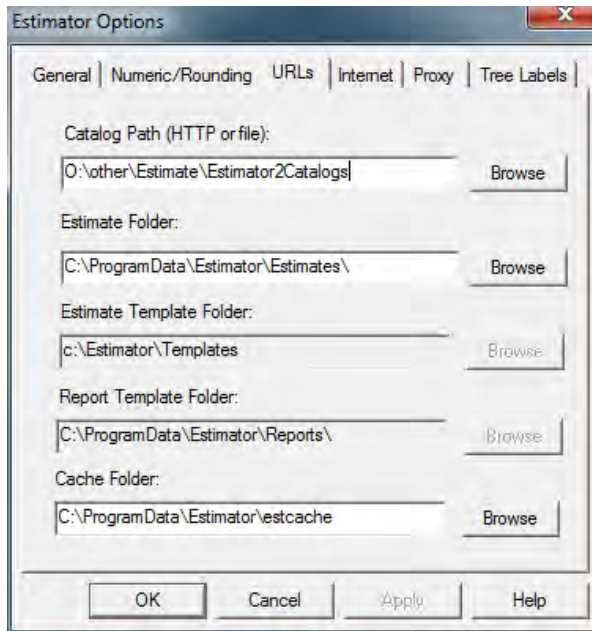 Estimator Options
x
General Numeric/Rounding URLs Internet Proxy Tree Labels
Catalog Path (HTTP or file):
O:\other\Estimate\Estimator2Catalogs
Browse
Estimate Folder:
C:\ProgramData\Estimator\Estimates\
Browse
Estimate Template Folder:
c:\Estimator\Templates
Browse
Report Template Folder:
C:\ProgramData\Estimator\Reports\
Browse
Cache Folder:
C:\ProgramData\Estimator\estcache
Browse
OK Cancel Apply Help